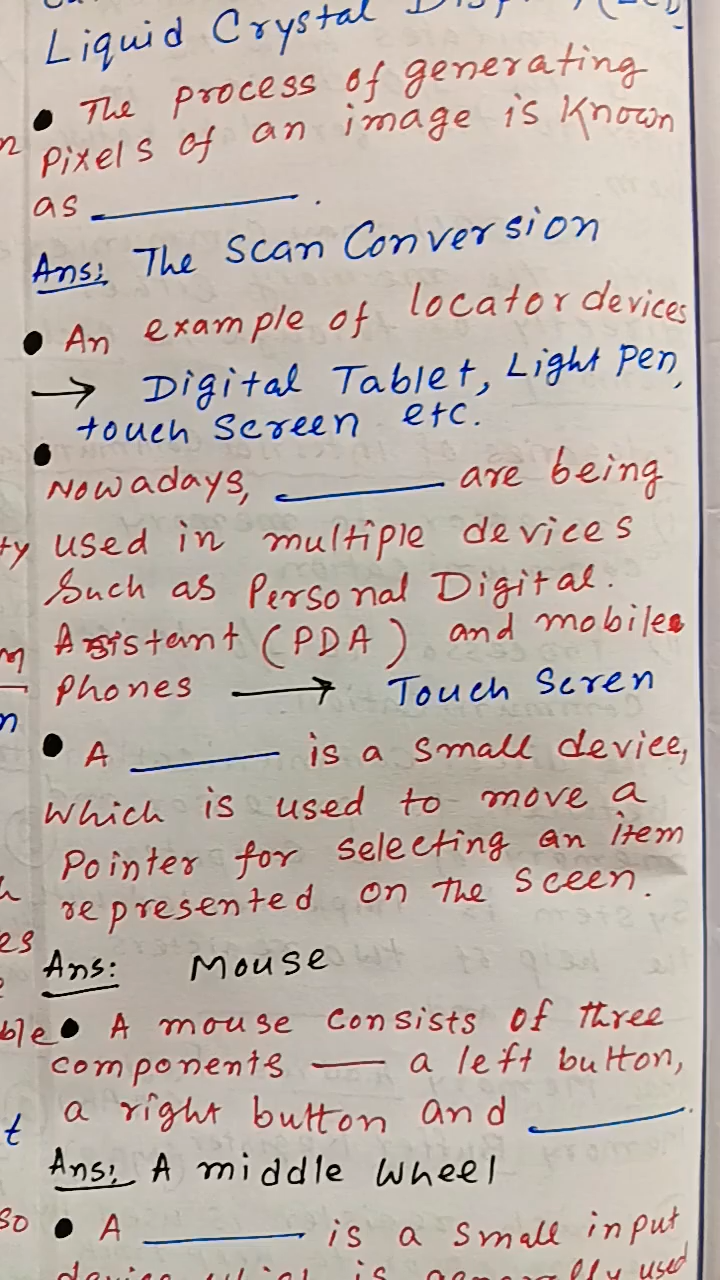 Liquid Crystal
• The process of generating
Pixels of an image is known
as ______.
Ans: The Scan Conversion
• An example of locator devices
→ Digital Tablet, Light Pen,
touch Screen etc.
•
Nowadays, ______ are being
used in multiple devices
Such as Personal Digital.
Assistant (PDA) and mobiles
Phones → Touch Scren
• A ______ is a small device,
which is used to move a
Pointer for selecting an item
represented on the sceen.
Ans: Mouse
• A mouse consists of three
components — a left button,
a right button and ______.
Ans: A middle wheel
• A ______ is a small input